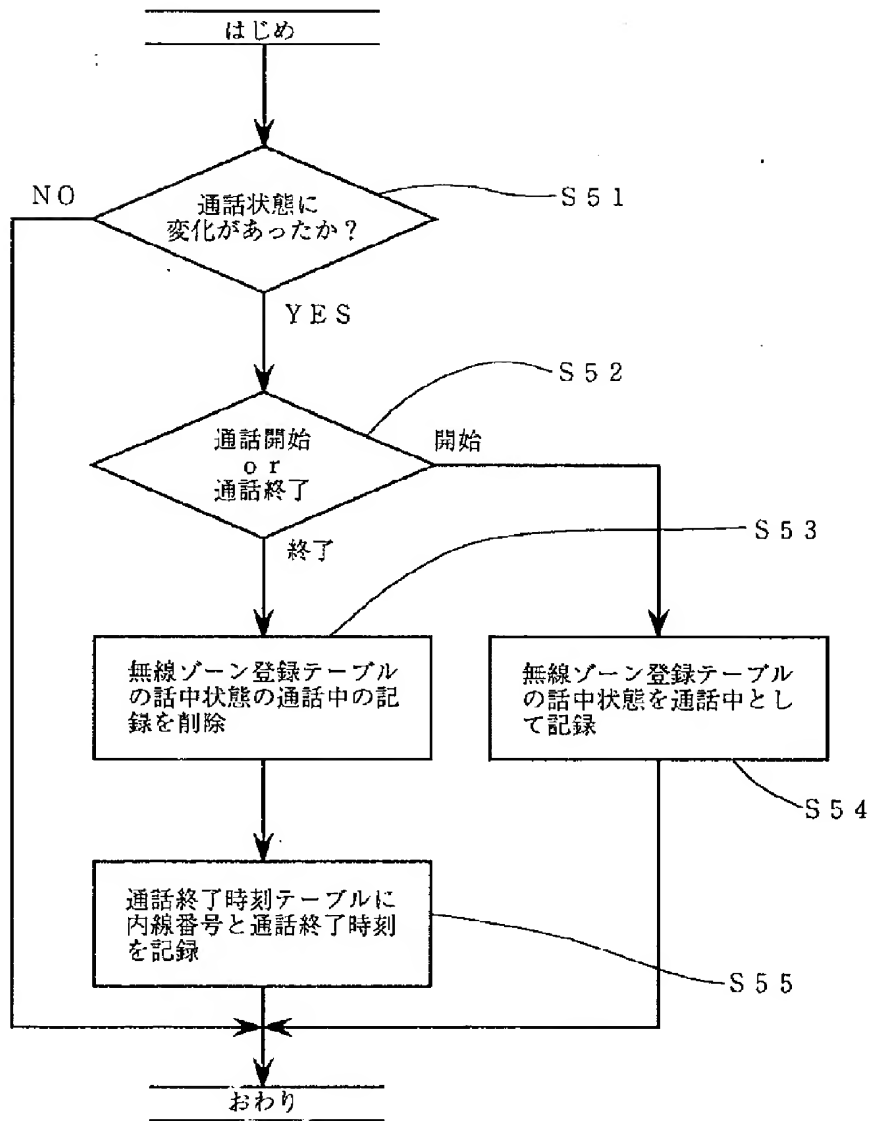 はじめ
NO
通話状態に
変化があったか？
S51
YES
S52
通話開始
or
通話終了
開始
終了
S53
無線ゾーン登録テーブル
の話中状態の通話中の記
録を削除
無線ゾーン登録テーブル
の話中状態を通話中とし
て記録
S54
通話終了時刻テーブルに
内線番号と通話終了時刻
を記録
S55
おわり